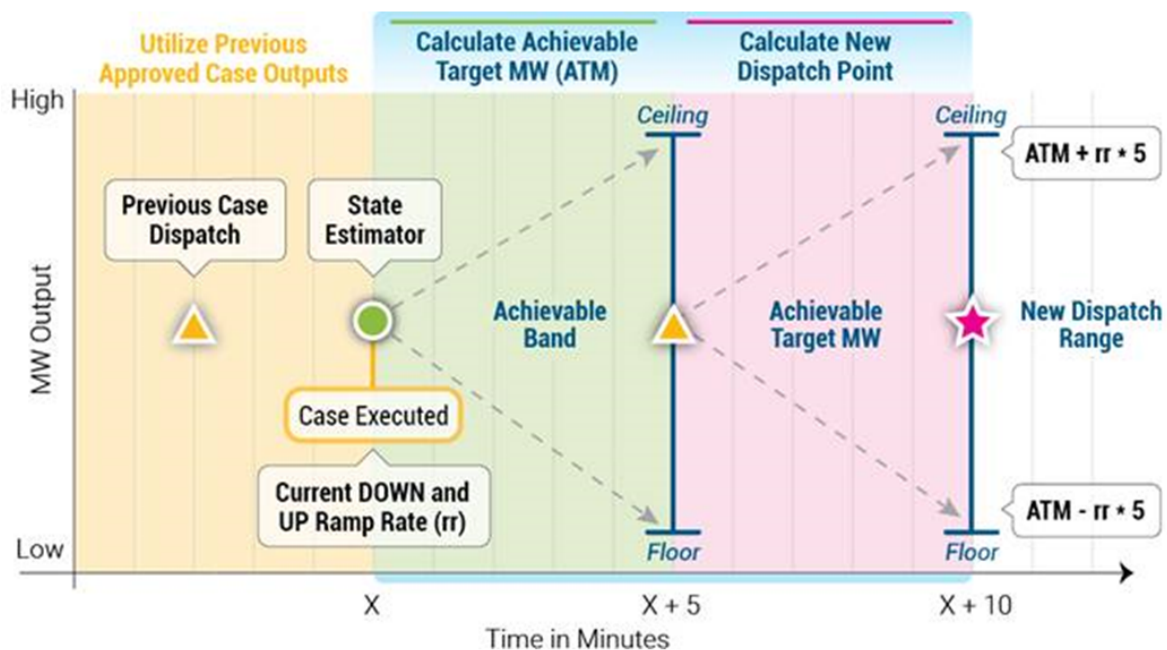 Utilize Previous
Approved Case Outputs
Calculate Achievable
Target MW (ATM)
Calculate New
Dispatch Point
High
Ceiling
Ceiling
ATM + rr * 5
Previous Case
Dispatch
State
Estimator
MW Output
Achievable
Band
Achievable
Target MW
New Dispatch
Range
Case Executed
Current DOWN and
UP Ramp Rate (rr)
ATM - rr * 5
Low
Floor
Floor
X
X + 5
X + 10
Time in Minutes